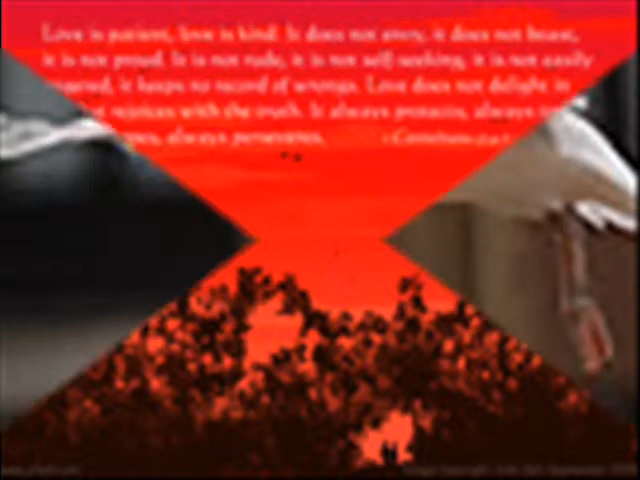 Love is patient, love is kind. It does not envy, it does not boast,
it is not proud. It is not rude, it is not self-seeking, it is not easily
it keeps no record of wrongs. Love does not delight in
rejoices with the truth. It always protects, always
always perseveres.